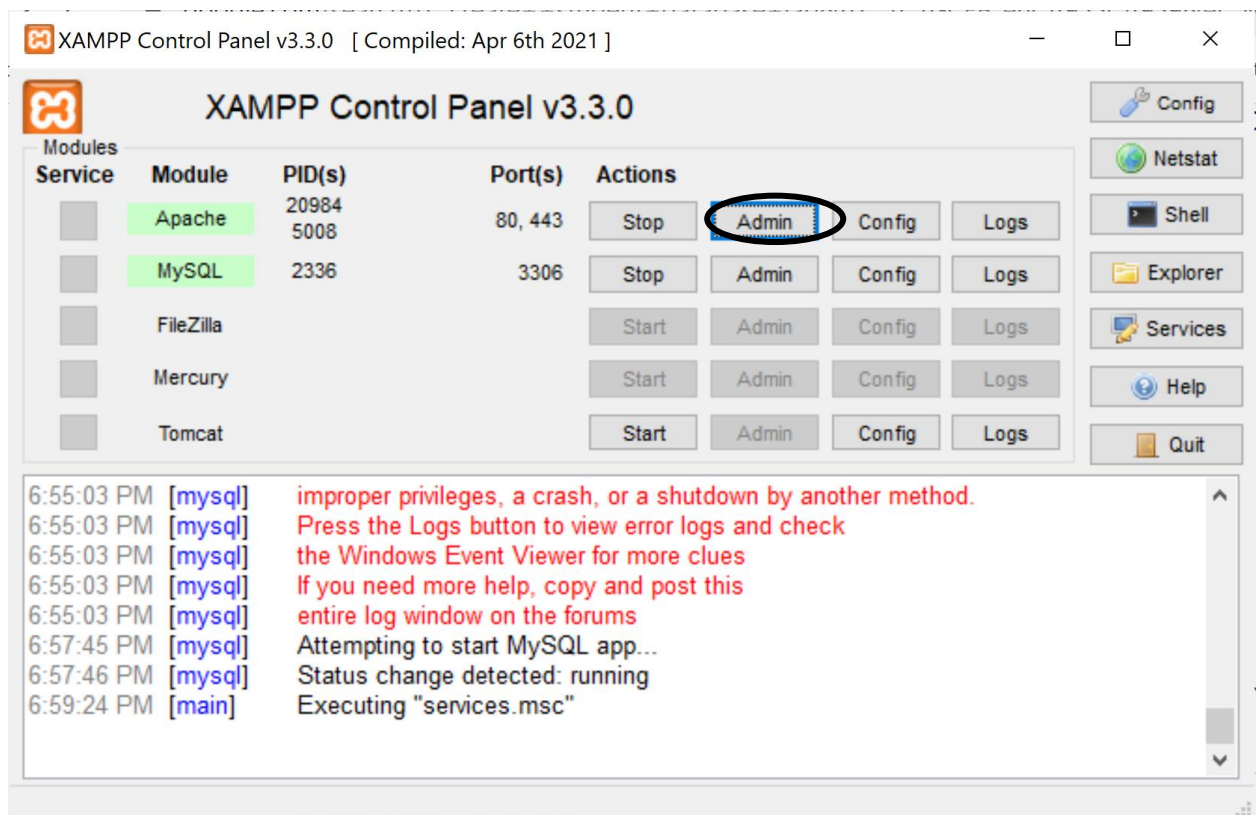 XAMPP Control Panel v3.3.0 [ Compiled: Apr 6th 2021 ]
XAMPP Control Panel v3.3.0
Config
Modules
Service Module PID(s) Port(s) Actions
Netstat
Apache 20984 5008 80, 443 Stop Admin Config Logs
Shell
MySQL 2336 3306 Stop Admin Config Logs
Explorer
FileZilla Start Admin Config Logs
Services
Mercury Start Admin Config Logs
Help
Tomcat Start Admin Config Logs
Quit
6:55:03 PM [mysql] improper privileges, a crash, or a shutdown by another method.
6:55:03 PM [mysql] Press the Logs button to view error logs and check
6:55:03 PM [mysql] the Windows Event Viewer for more clues
6:55:03 PM [mysql] If you need more help, copy and post this
6:55:03 PM [mysql] entire log window on the forums
6:57:45 PM [mysql] Attempting to start MySQL app...
6:57:46 PM [mysql] Status change detected: running
6:59:24 PM [main] Executing "services.msc"